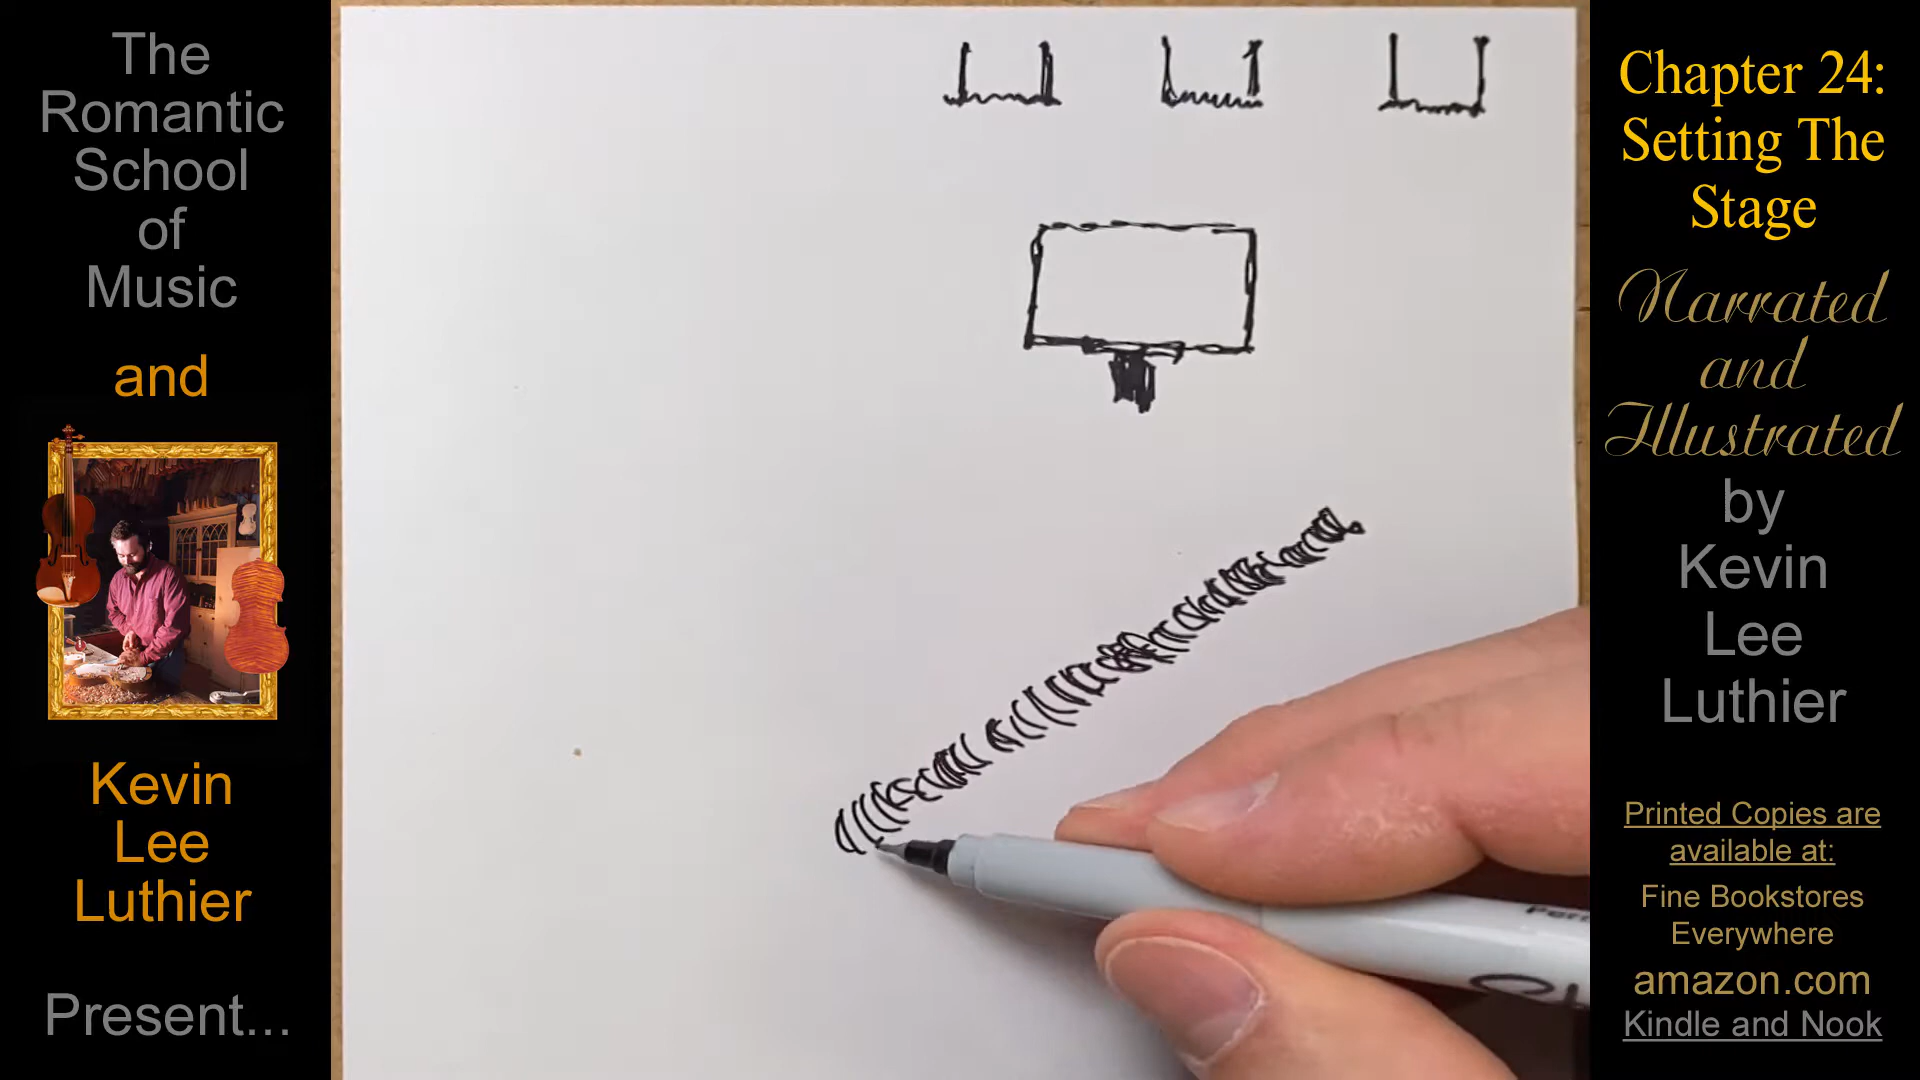 The
Romantic
School
of
Music
and
Kevin
Lee
Luthier
Present...
Chapter 24:
Setting The
Stage
Narrated
and
Illustrated
by
Kevin
Lee
Luthier
Printed Copies are
available at:
Fine Bookstores
Everywhere
amazon.com
Kindle and Nook